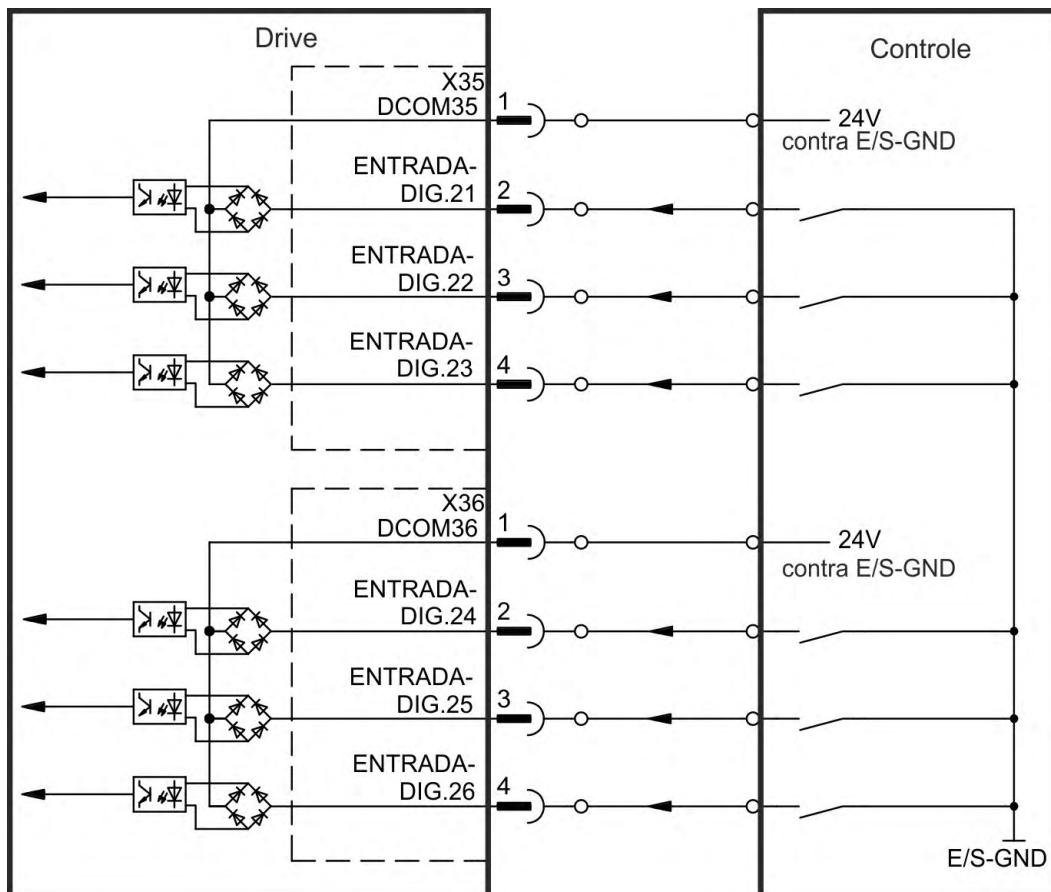 Drive
Controle
X35
DCOM35
1
24V
contra E/S-GND
ENTRADA-
DIG.21
2
ENTRADA-
DIG.22
3
ENTRADA-
DIG.23
4
X36
DCOM36
1
24V
contra E/S-GND
ENTRADA-
DIG.24
2
ENTRADA-
DIG.25
3
ENTRADA-
DIG.26
4
E/S-GND